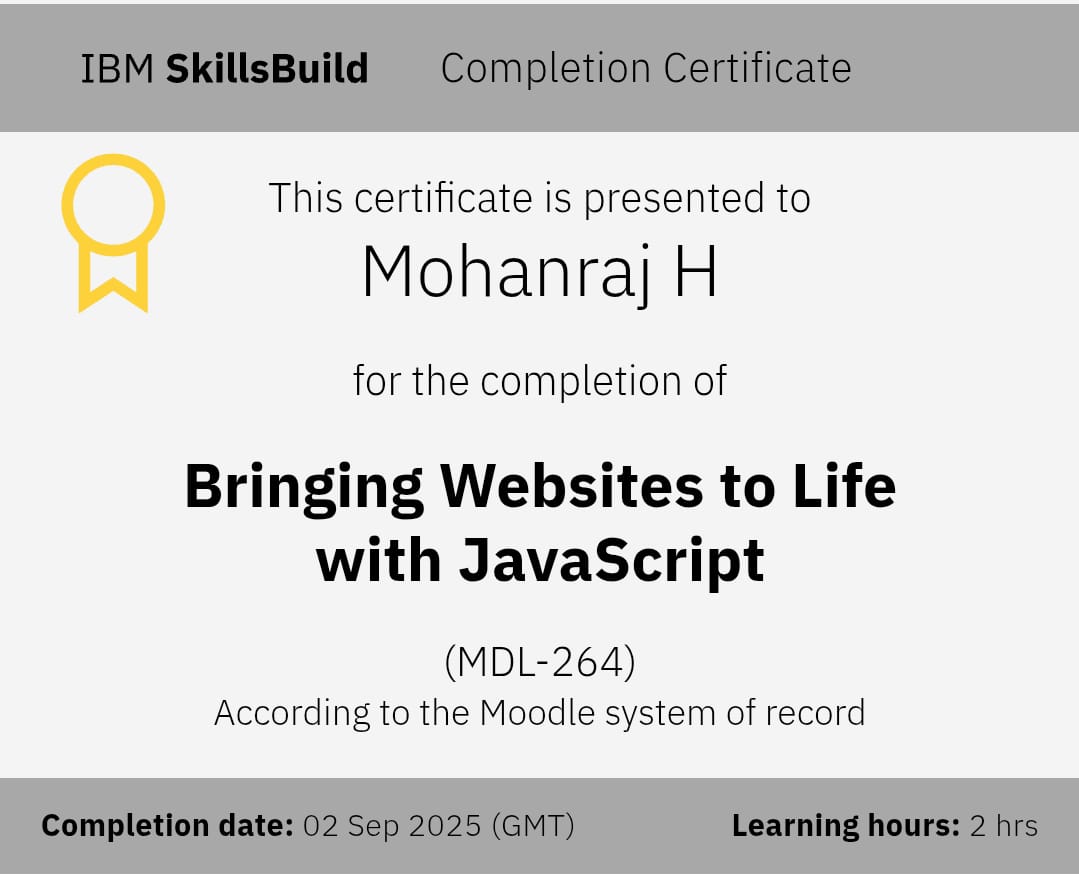 IBM SkillsBuild Completion Certificate
This certificate is presented to
Mohanraj H
for the completion of
Bringing Websites to Life
with JavaScript
(MDL-264)
According to the Moodle system of record
Completion date: 02 Sep 2025 (GMT) Learning hours: 2 hrs